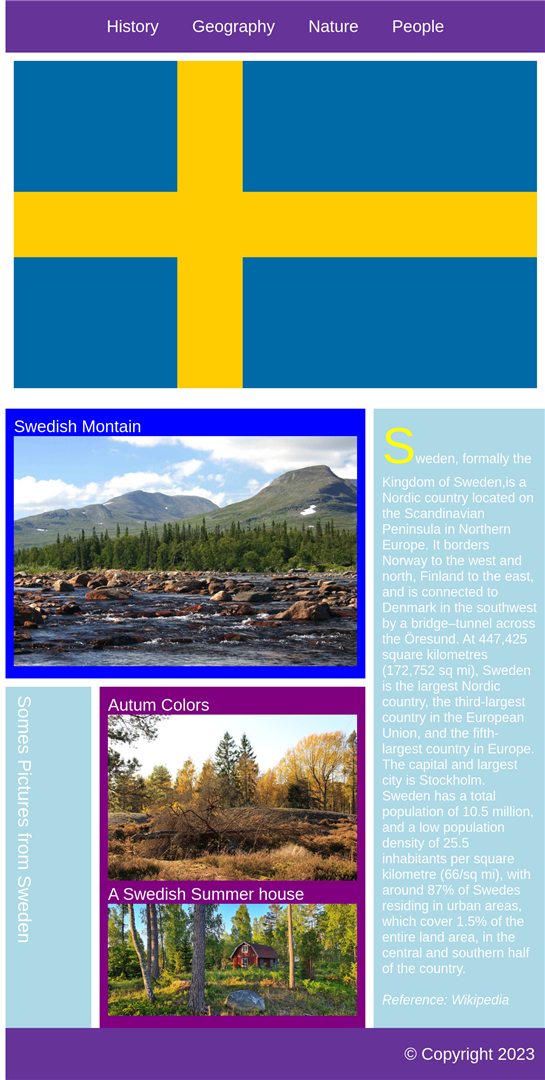 History Geography Nature People
Swedish Montain
Sweden, formally the
Kingdom of Sweden,is a
Nordic country located on
the Scandinavian
Peninsula in Northern
Europe. It borders
Norway to the west and
north, Finland to the east,
and is connected to
Denmark in the southwest
by a bridge–tunnel across
the Öresund. At 447,425
square kilometres
(172,752 sq mi), Sweden
is the largest Nordic
country, the third-largest
country in the European
Union, and the fifth-
largest country in Europe.
The capital and largest
city is Stockholm.
Sweden has a total
population of 10.5 million,
and a low population
density of 25.5
inhabitants per square
kilometre (66/sq mi), with
around 87% of Swedes
residing in urban areas,
which cover 1.5% of the
entire land area, in the
central and southern half
of the country.
Reference: Wikipedia
Somes Pictures from Sweden
Autum Colors
A Swedish Summer house
© Copyright 2023